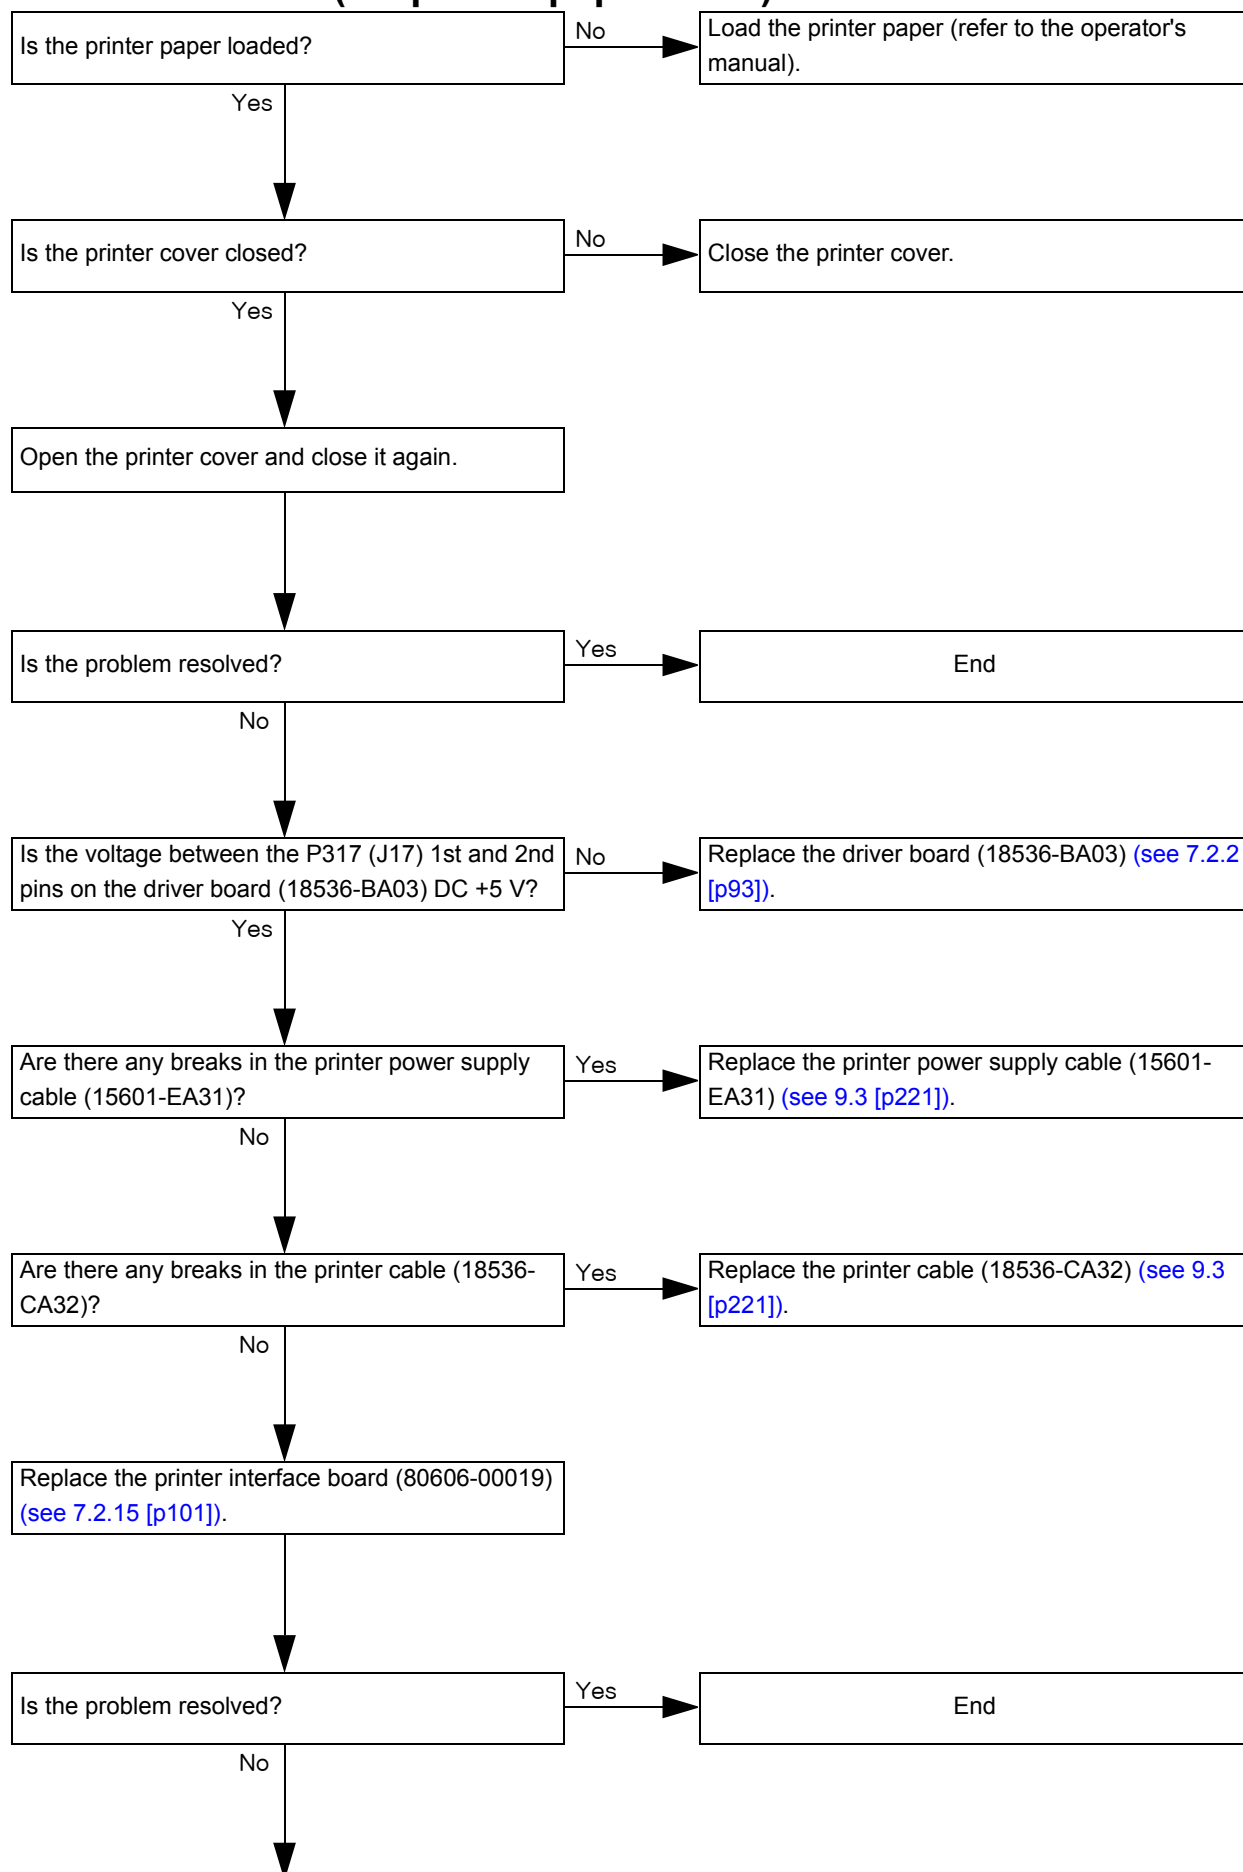 Is the printer paper loaded?
No
Load the printer paper (refer to the operator's
manual).
Yes
Is the printer cover closed?
No
Close the printer cover.
Yes
Open the printer cover and close it again.
Is the problem resolved?
Yes
End
No
Is the voltage between the P317 (J17) 1st and 2nd
pins on the driver board (18536-BA03) DC +5 V?
No
Replace the driver board (18536-BA03) (see 7.2.2
[p93]).
Yes
Are there any breaks in the printer power supply
cable (15601-EA31)?
Yes
Replace the printer power supply cable (15601-
EA31) (see 9.3 [p221]).
No
Are there any breaks in the printer cable (18536-
CA32)?
Yes
Replace the printer cable (18536-CA32) (see 9.3
[p221]).
No
Replace the printer interface board (80606-00019)
(see 7.2.15 [p101]).
Is the problem resolved?
Yes
End
No